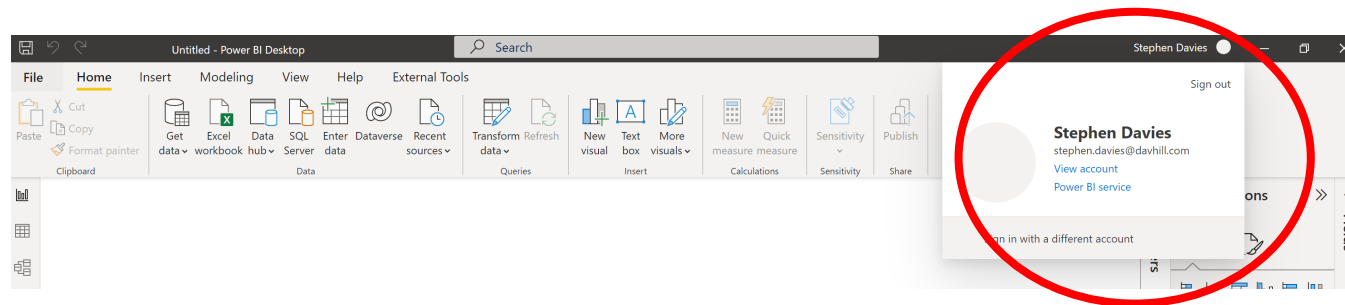 Untitled - Power BI Desktop
Search
Stephen Davies
File Home Insert Modeling View Help External Tools
Sign out
Paste
Cut
Copy
Format painter
Get data
Excel workbook
Data hub
SQL Server
Enter data
Dataverse
Recent sources
Transform data
Refresh
New visual
Text box
More visuals
New measure
Quick measure
Sensitivity
Publish
Clipboard Data Queries Insert Calculations Sensitivity Share
Stephen Davies
stephen.davies@davhill.com
View account
Power BI service
Sign in with a different account
ons